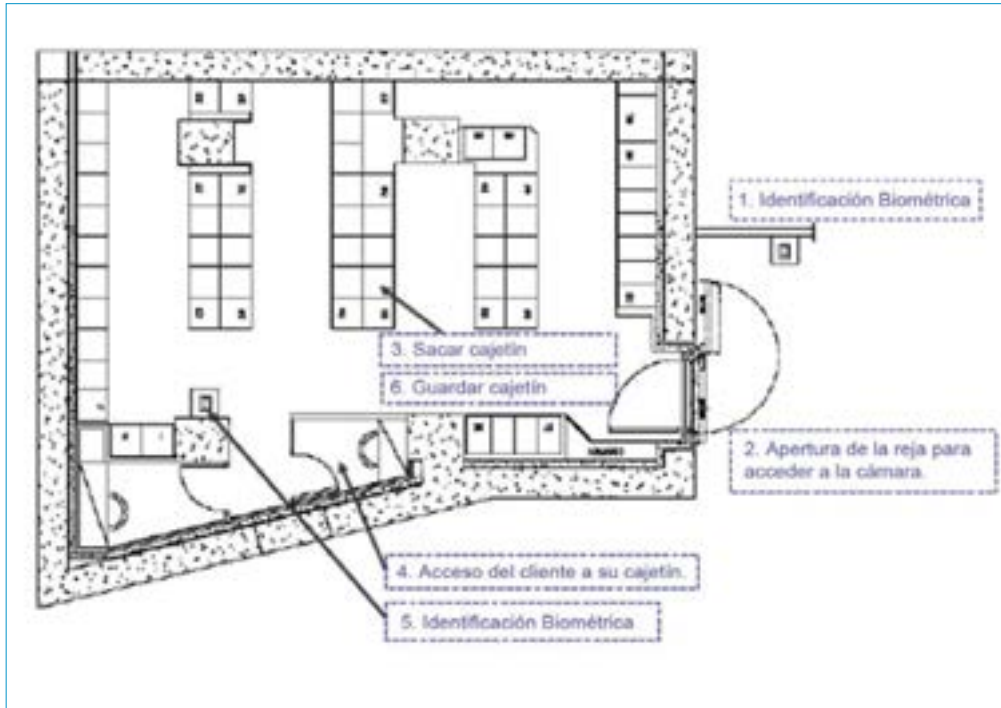 1. Identificación Biométrica
3. Sacar cajetín
6. Guardar cajetín
2. Apertura de la reja para
acceder a la cámara.
4. Acceso del cliente a su cajetín.
5. Identificación Biométrica